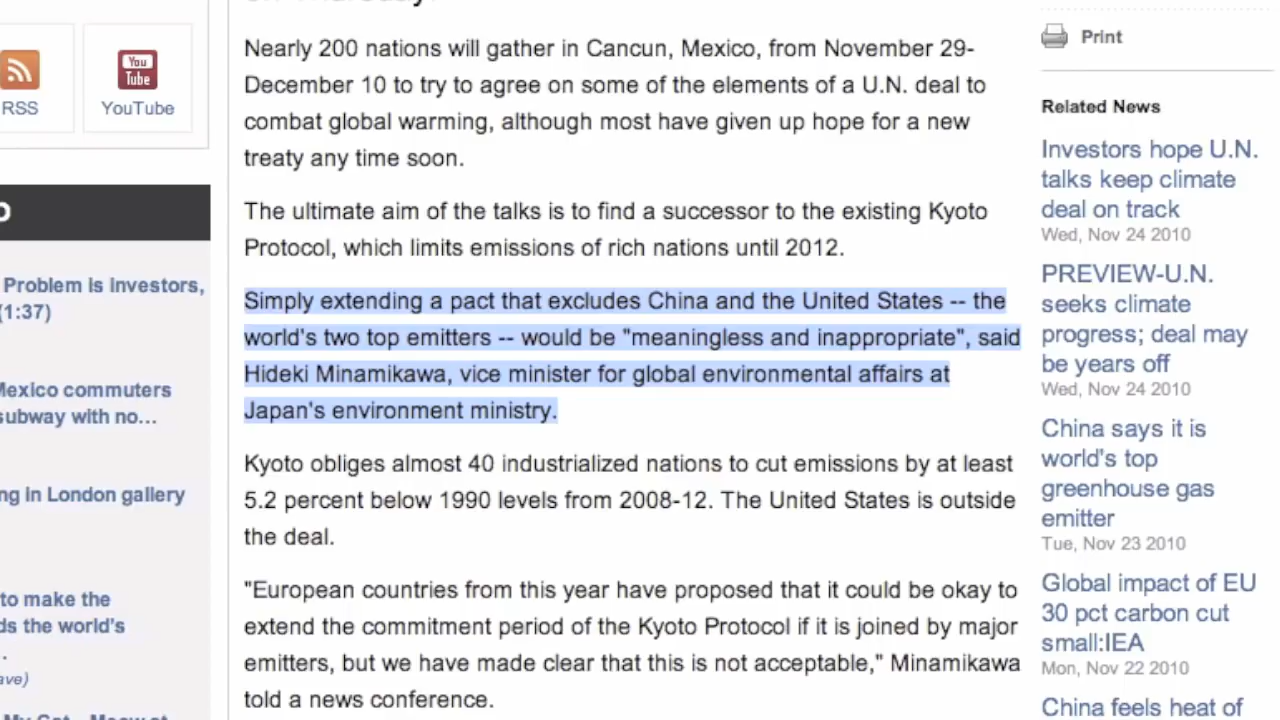 RSS
You
Tube
YouTube
Problem is investors,
(1:37)
Mexico commuters
subway with no...
ng in London gallery
to make the
ds the world's
Nearly 200 nations will gather in Cancun, Mexico, from November 29-
December 10 to try to agree on some of the elements of a U.N. deal to
combat global warming, although most have given up hope for a new
treaty any time soon.
The ultimate aim of the talks is to find a successor to the existing Kyoto
Protocol, which limits emissions of rich nations until 2012.
Simply extending a pact that excludes China and the United States -- the
world's two top emitters -- would be "meaningless and inappropriate", said
Hideki Minamikawa, vice minister for global environmental affairs at
Japan's environment ministry.
Kyoto obliges almost 40 industrialized nations to cut emissions by at least
5.2 percent below 1990 levels from 2008-12. The United States is outside
the deal.
"European countries from this year have proposed that it could be okay to
extend the commitment period of the Kyoto Protocol if it is joined by major
emitters, but we have made clear that this is not acceptable," Minamikawa
told a news conference.
Print
Related News
Investors hope U.N.
talks keep climate
deal on track
Wed, Nov 24 2010
PREVIEW-U.N.
seeks climate
progress; deal may
be years off
Wed, Nov 24 2010
China says it is
world's top
greenhouse gas
emitter
Tue, Nov 23 2010
Global impact of EU
30 pct carbon cut
small:IEA
Mon, Nov 22 2010
China feels heat of